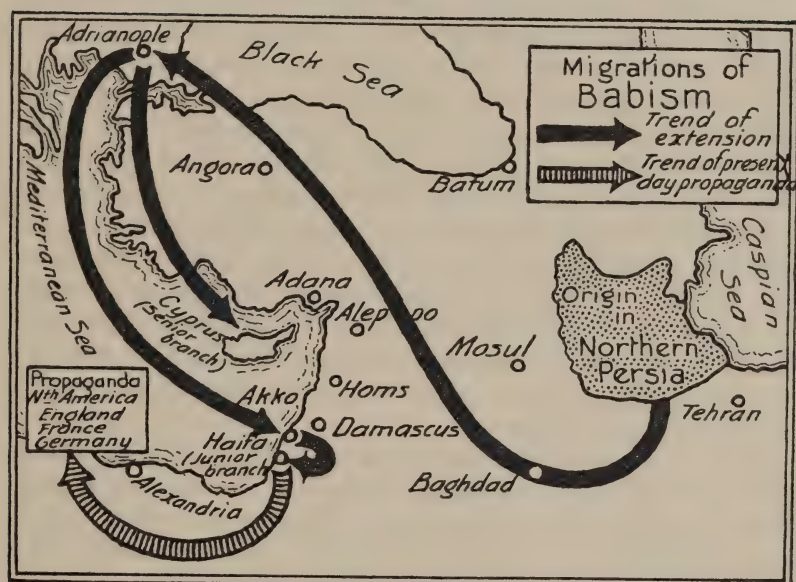 Adrianople
Black Sea
Migrations of
Babism
Trend of
extension
Trend of present
day propaganda
Angora
Batum
Mediterranean Sea
Caspian
Sea
Origin
in
Northern
Persia
Adana
Aleppo
Cyprus
(senior
branch)
Mosul
Tehran
Propaganda
Nth America
England
France
Germany
Homs
Akko
Damascus
Haifa
(Junior
branch)
Baghdad
Alexandria